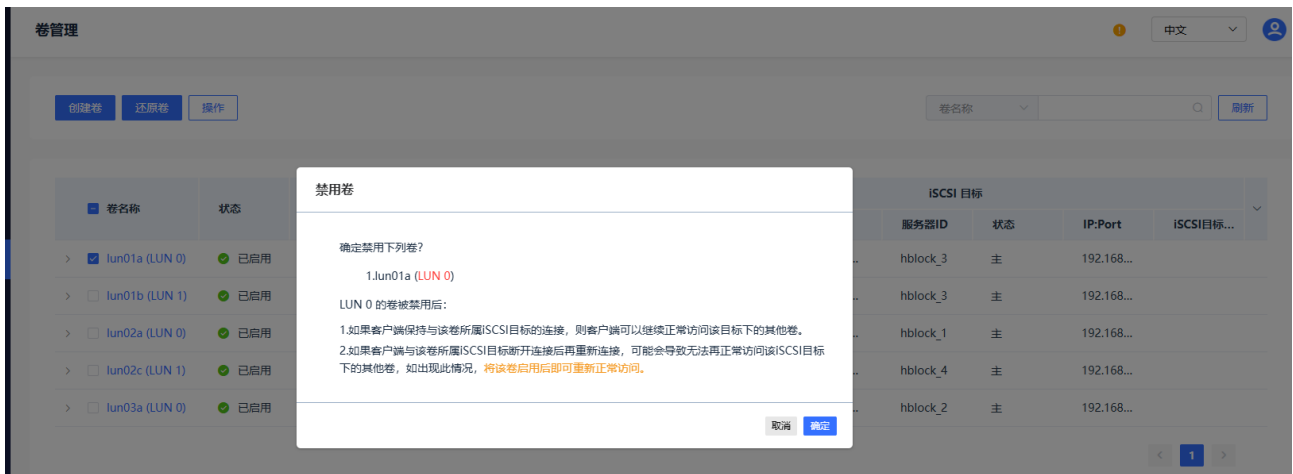 卷管理
中文
创建卷 还原卷 操作
卷名称
刷新
iSCSI 目标
卷名称 状态
服务器ID 状态 IP:Port iSCSI目标...
lun01a (LUN 0) 已启用 .. hblock_3 主 192.168...
lun01b (LUN 1) 已启用 .. hblock_3 主 192.168...
lun02a (LUN 0) 已启用 .. hblock_1 主 192.168...
lun02c (LUN 1) 已启用 .. hblock_4 主 192.168...
lun03a (LUN 0) 已启用 .. hblock_2 主 192.168...
禁用卷
确定禁用下列卷?
1.lun01a (LUN 0)
LUN 0 的卷被禁用后:
1.如果客户端保持与该卷所属iSCSI目标的连接，则客户端可以继续正常访问该目标下的其他卷。
2.如果客户端与该卷所属iSCSI目标断开连接后再重新连接，可能会导致无法再正常访问该iSCSI目标
下的其他卷，如出现此情况，将该卷启用后即可重新正常访问。
取消 确定
< 1 >